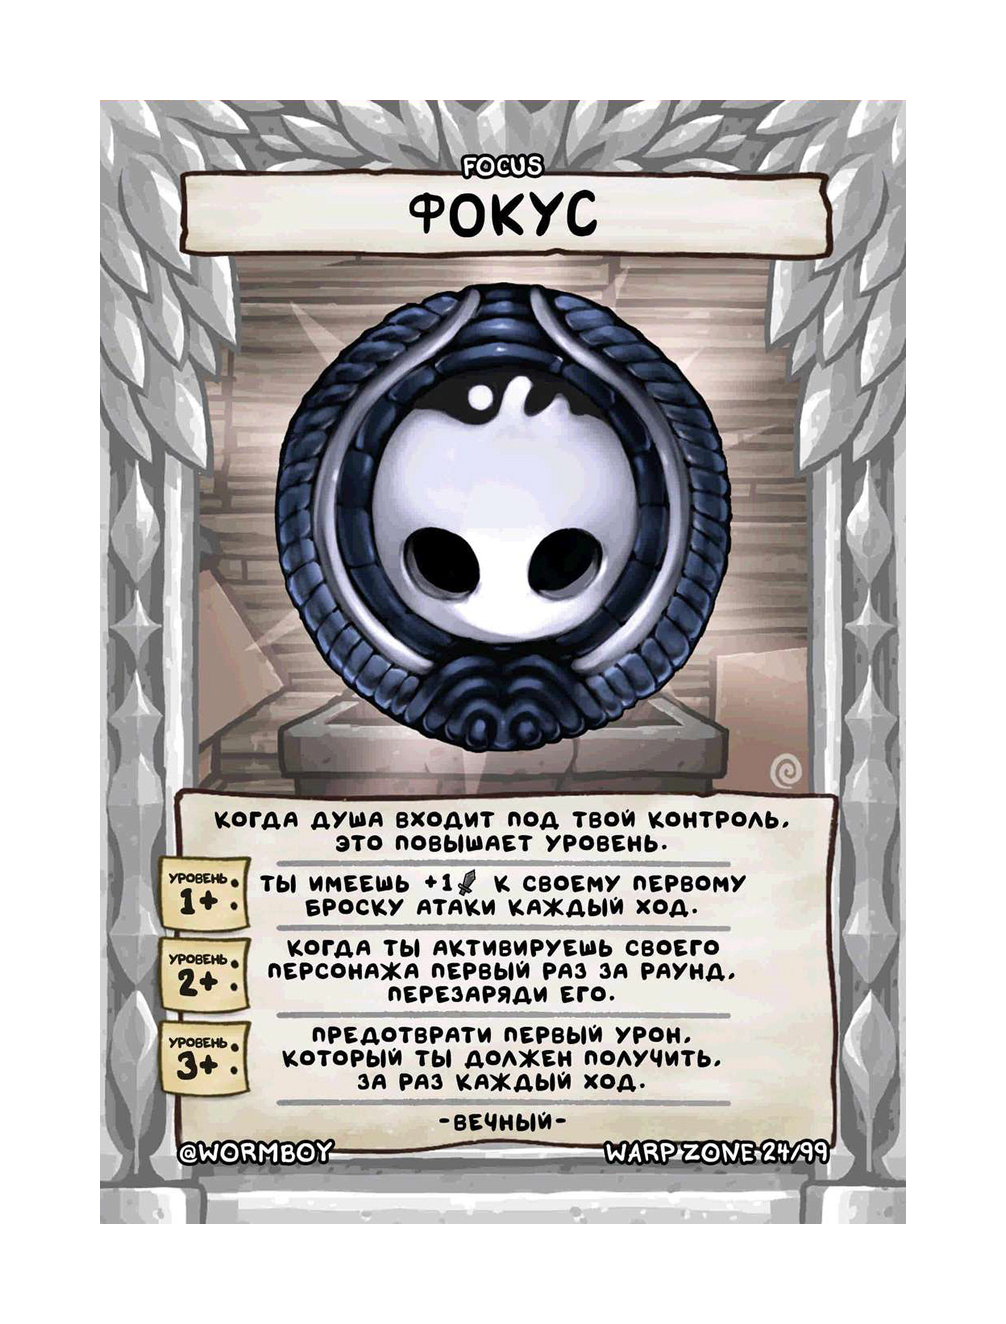 FOCUS
ФОКУС
КОГДА ДУША ВХОДИТ ПОД ТВОЙ КОНТРОЛЬ,
ЭТО ПОВЫШАЕТ УРОВЕНЬ.
УРОВЕНЬ
1+
ТЫ ИМЕЕШЬ +1 К СВОЕМУ ПЕРВОМУ
БРОСКУ АТАКИ КАЖДЫЙ ХОД.
УРОВЕНЬ
2+
КОГДА ТЫ АКТИВИРУЕШЬ СВОЕГО
ПЕРСОНАЖА ПЕРВЫЙ РАЗ ЗА РАУНД,
ПЕРЕЗАРЯДИ ЕГО.
УРОВЕНЬ
3+
ПРЕДОТВРАТИ ПЕРВЫЙ УРОН,
КОТОРЫЙ ТЫ ДОЛЖЕН ПОЛУЧИТЬ,
ЗА РАЗ КАЖДЫЙ ХОД.
-ВЕЧНЫЙ-
@WORMBOY
WARP ZONE 24/99